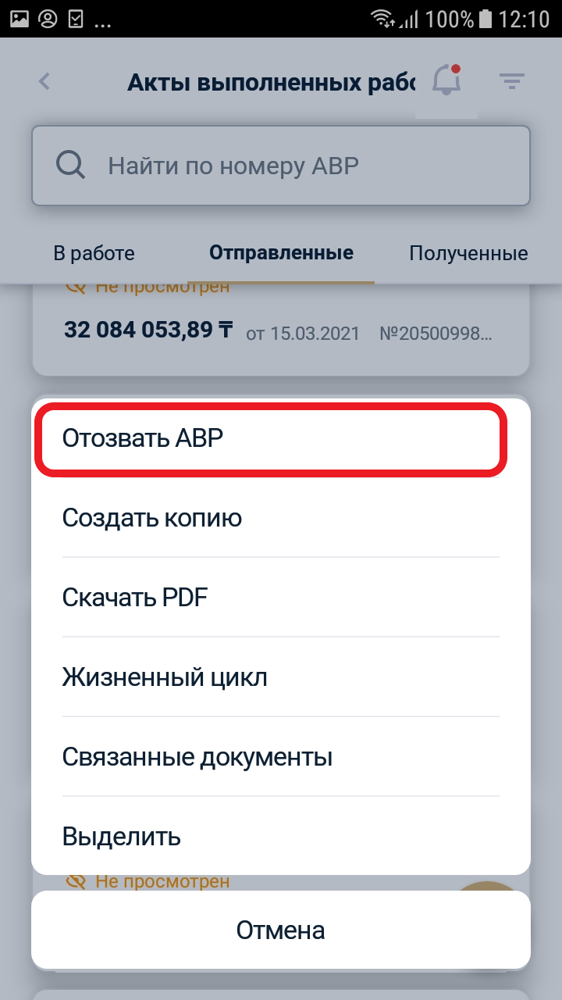 ... 100% 12:10
Акты выполненных рабо
Найти по номеру АВР
В работе Отправленные Полученные
Не просмотрен
32 084 053,89 ₸ от 15.03.2021 №20500998...
Отозвать АВР
Создать копию
Скачать PDF
Жизненный цикл
Связанные документы
Выделить
Не просмотрен
Отмена